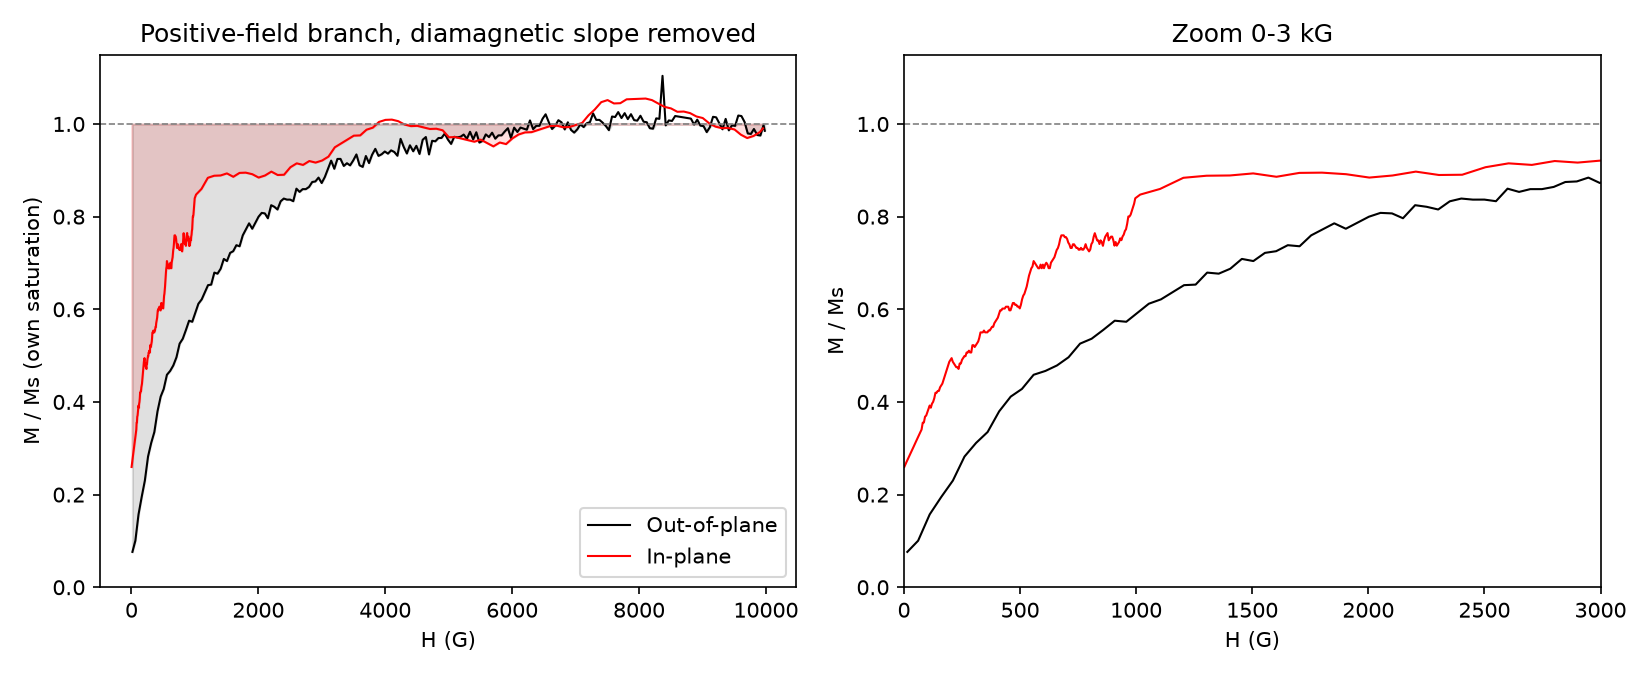 Positive-field branch, diamagnetic slope removed
M / Ms (own saturation)
1.0
0.8
0.6
0.4
0.2
0.0
Out-of-plane
In-plane
0 2000 4000 6000 8000 10000
H (G)
Zoom 0-3 kG
M / Ms
1.0
0.8
0.6
0.4
0.2
0.0
0 500 1000 1500 2000 2500 3000
H (G)